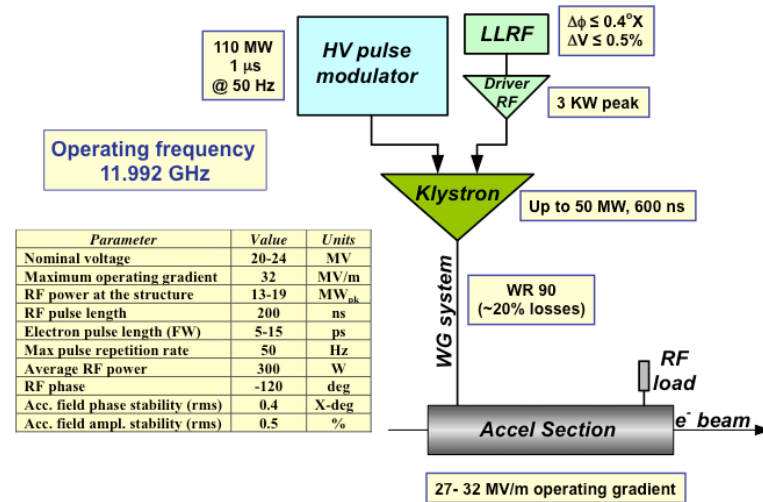 110 MW
1 μs
@ 50 Hz
HV pulse
modulator
LLRF
Δϕ ≤ 0.4°X
ΔV ≤ 0.5%
Driver
RF
3 KW peak
Operating frequency
11.992 GHz
Klystron
Up to 50 MW, 600 ns
Parameter Value Units
Nominal voltage 20-24 MV
Maximum operating gradient 32 MV/m
RF power at the structure 13-19 MWpk
RF pulse length 200 ns
Electron pulse length (FW) 5-15 ps
Max pulse repetition rate 50 Hz
Average RF power 300 W
RF phase -120 deg
Acc. field phase stability (rms) 0.4 X-deg
Acc. field ampl. stability (rms) 0.5 %
WG system
WR 90
(~20% losses)
RF
load
e- beam
Accel Section
27- 32 MV/m operating gradient